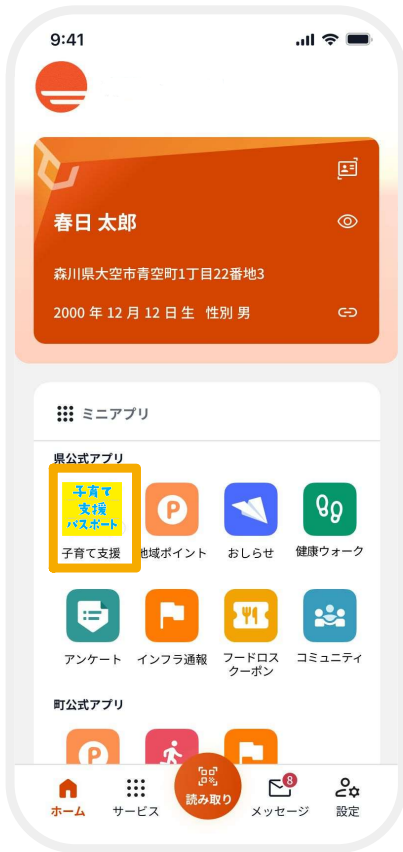 9:41
春日 太郎
森川県大空市青空町1丁目22番地3
2000 年 12 月 12 日 生 性別 男
ミニアプリ
県公式アプリ
子育て
支援
パスポート
P
子育て支援 地域ポイント おしらせ 健康ウォーク
アンケート インフラ通報 フードロス
クーポン コミュニティ
町公式アプリ
P
8
ホーム サービス 読み取り メッセージ 設定